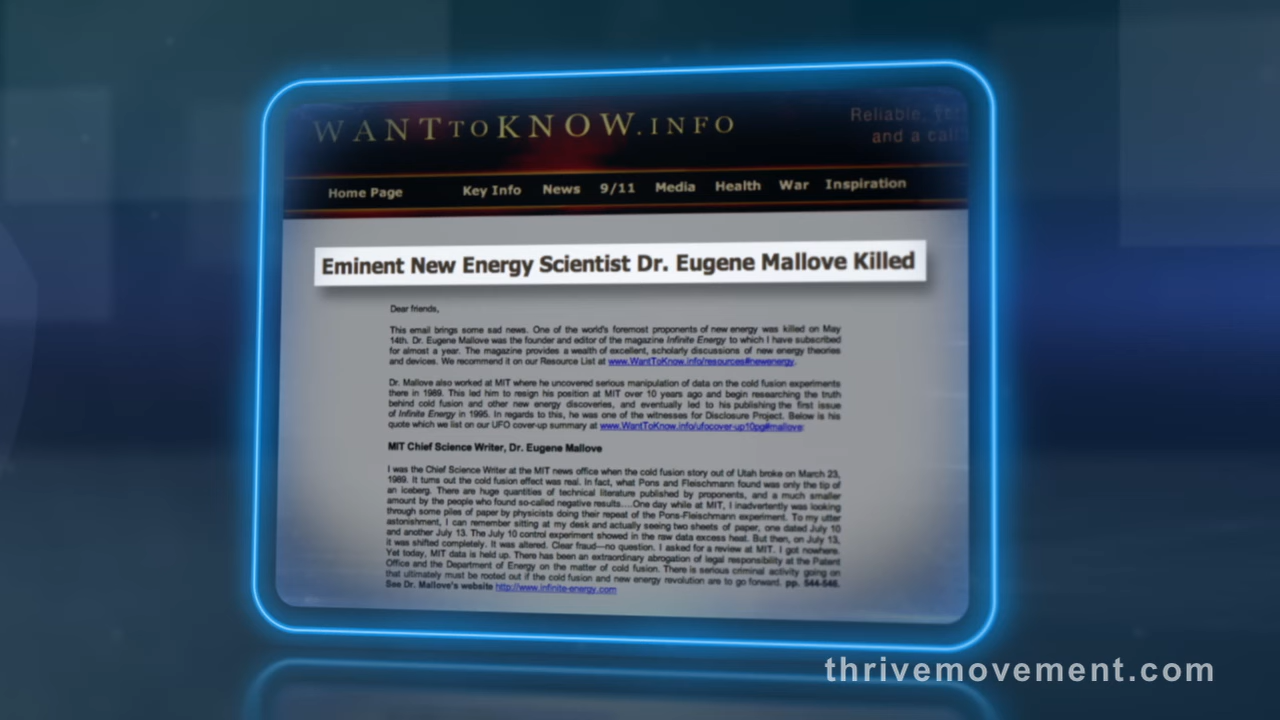 WANTTOKNOW.INFO
Reliable, yet
and a call
Home Page Key Info News 9/11 Media Health War Inspiration
Eminent New Energy Scientist Dr. Eugene Mallove Killed
Dear friends,
This email brings some sad news. One of the world's foremost proponents of new energy was killed on May
14th. Dr. Eugene Mallove was the founder and editor of the magazine Infinite Energy to which I have subscribed
for almost a year. The magazine provides a wealth of excellent, scholarly discussions of new energy theories
and devices. We recommend it on our Resource List at www.WantToKnow.info/resources#newenergy.
Dr. Mallove also worked at MIT where he uncovered serious manipulation of data on the cold fusion experiments
there in 1989. This led him to resign his position at MIT over 10 years ago and begin researching the truth
behind cold fusion and other new energy discoveries, and eventually led to his publishing the first issue
of Infinite Energy in 1995. In regards to this, he was one of the witnesses for Disclosure Project. Below is his
quote which we list on our UFO cover-up summary at www.WantToKnow.info/ufocover-up10pg#mallove:
MIT Chief Science Writer, Dr. Eugene Mallove
I was the Chief Science Writer at the MIT news office when the cold fusion story out of Utah broke on March 23,
1989. It turns out the cold fusion effect was real. In fact, what Pons and Fleischmann found was only the tip of
an iceberg. There are huge quantities of technical literature published by proponents, and a much smaller
amount by the people who found so-called negative results....One day while at MIT, I inadvertently was looking
through some piles of paper by physicists doing their repeat of the Pons-Fleischmann experiment. To my utter
astonishment, I can remember sitting at my desk and actually seeing two sheets of paper, one dated July 10
and another July 13. The July 10 control experiment showed in the raw data excess heat. But then, on July 13,
it was shifted completely. It was altered. Clear fraud—no question. I asked for a review at MIT. I got nowhere.
Yet today, MIT data is held up. There has been an extraordinary abrogation of legal responsibility at the Patent
Office and the Department of Energy on the matter of cold fusion. There is serious criminal activity going on
that ultimately must be rooted out if the cold fusion and new energy revolution are to go forward. pp. 544-546.
See Dr. Mallove's website http://www.infinite-energy.com
thrivemovement.com